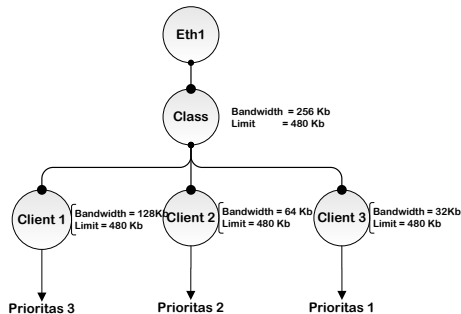 Eth1
Class
Bandwidth = 256 Kb
Limit = 480 Kb
Client 1
Bandwidth = 128Kb
Limit = 480 Kb
Client 2
Bandwidth = 64 Kb
Limit = 480 Kb
Client 3
Bandwidth = 32Kb
Limit = 480 Kb
Prioritas 3
Prioritas 2
Prioritas 1